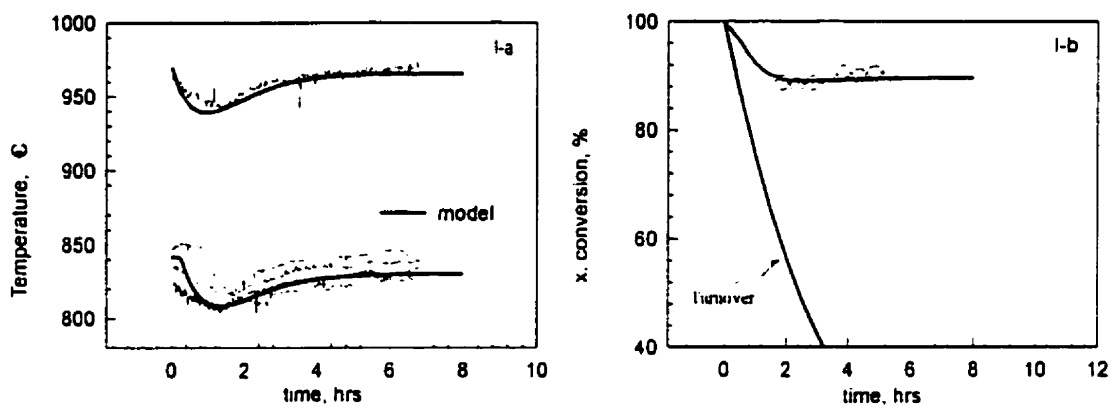 1000
950
900
850
800
Temperature, €
I-a
model
0 2 4 6 8 10
time, hrs
100
80
60
40
x. conversion, %
I-b
Turnover
0 2 4 6 8 10 12
time, hrs